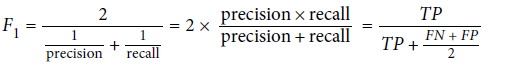 F₁ = 2 / (1/precision + 1/recall) = 2 × (precision × recall)/(precision + recall) = TP / (TP + (FN + FP)/2)